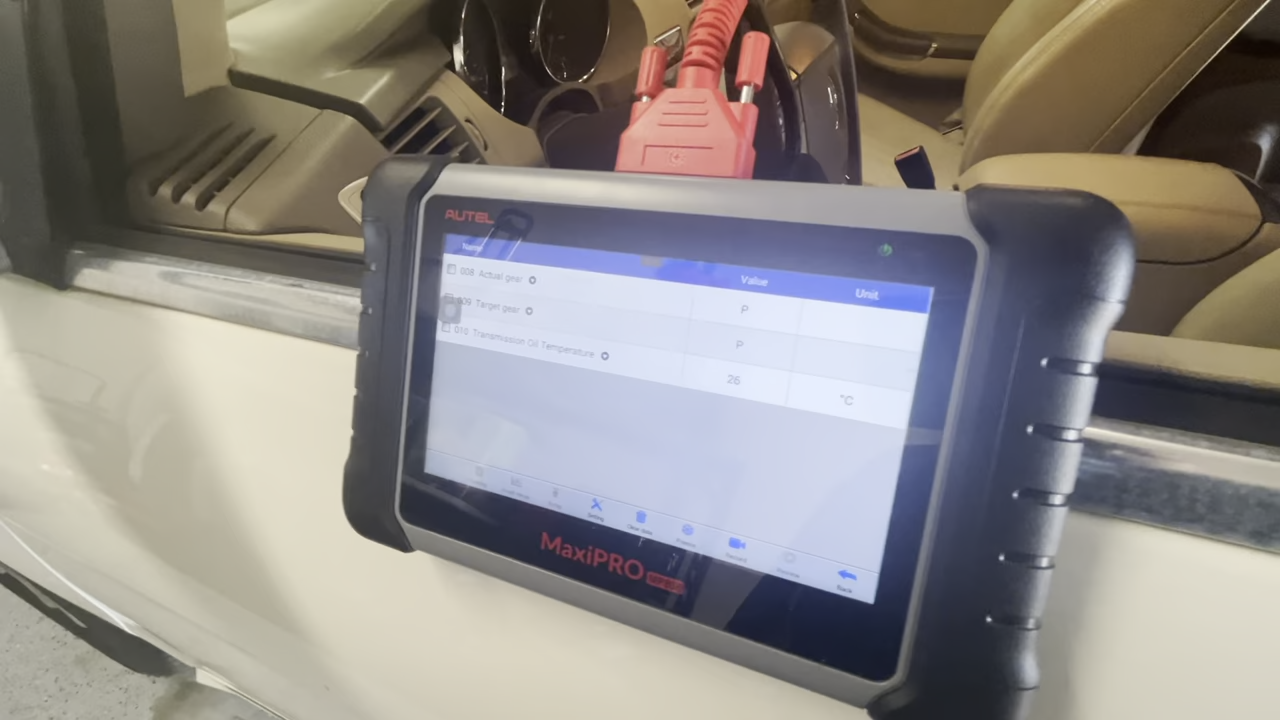 AUTEL
Name Value Unit
008 Actual gear P
009 Target gear P
010 Transmission Oil Temperature 26 °C
Setting Clear data Freeze Record Back
MaxiPRO